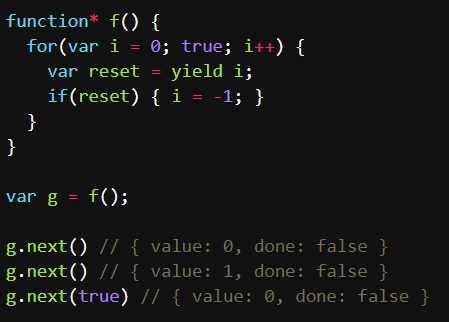 function* f() {
  for(var i = 0; true; i++) {
    var reset = yield i;
    if(reset) { i = -1; }
  }
}

var g = f();

g.next() // { value: 0, done: false }
g.next() // { value: 1, done: false }
g.next(true) // { value: 0, done: false }